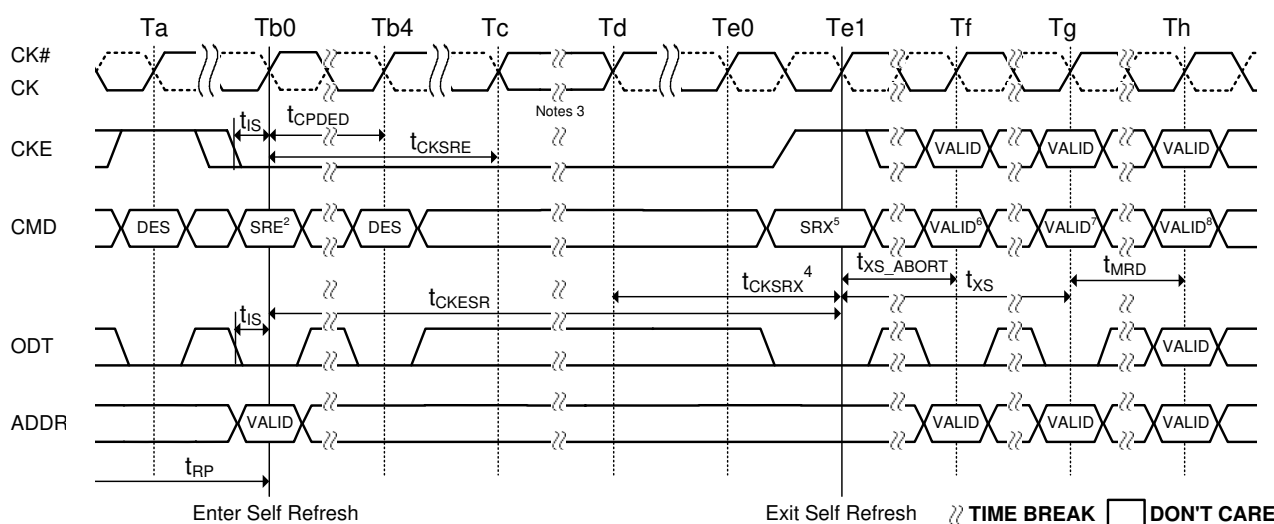 Ta Tb0 Tb4 Tc Td Te0 Te1 Tf Tg Th
CK#
CK
Notes 3
tIS tCPDED
CKE VALID VALID VALID
tCKSRE
CMD DES SRE2 DES SRX5 VALID6 VALID7 VALID8
tCKSRX4 tXS_ABORT tXS tMRD
tCKESR
tIS
ODT VALID
ADDR VALID VALID VALID VALID
tRP
Enter Self Refresh Exit Self Refresh TIME BREAK DON'T CARE